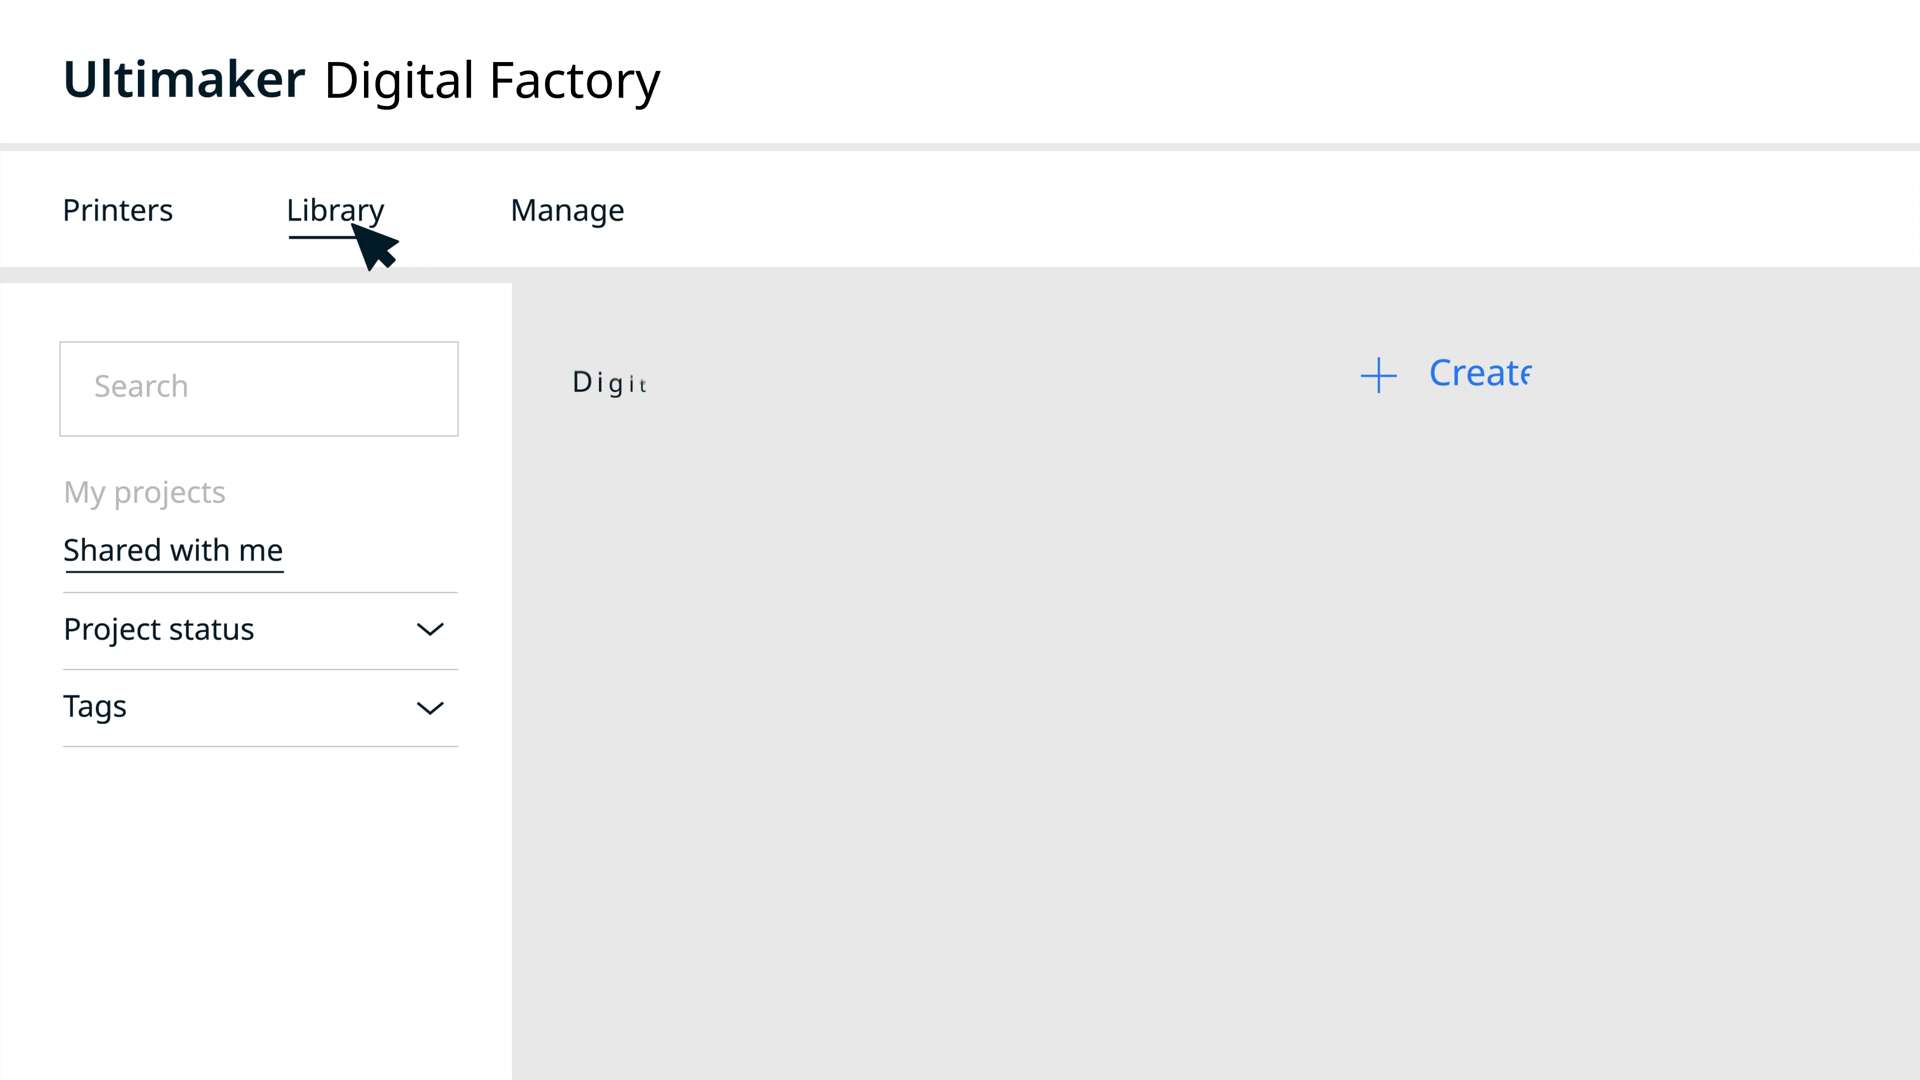 Ultimaker Digital Factory
Printers Library Manage
Search
Digit
+ Create
My projects
Shared with me
Project status
Tags